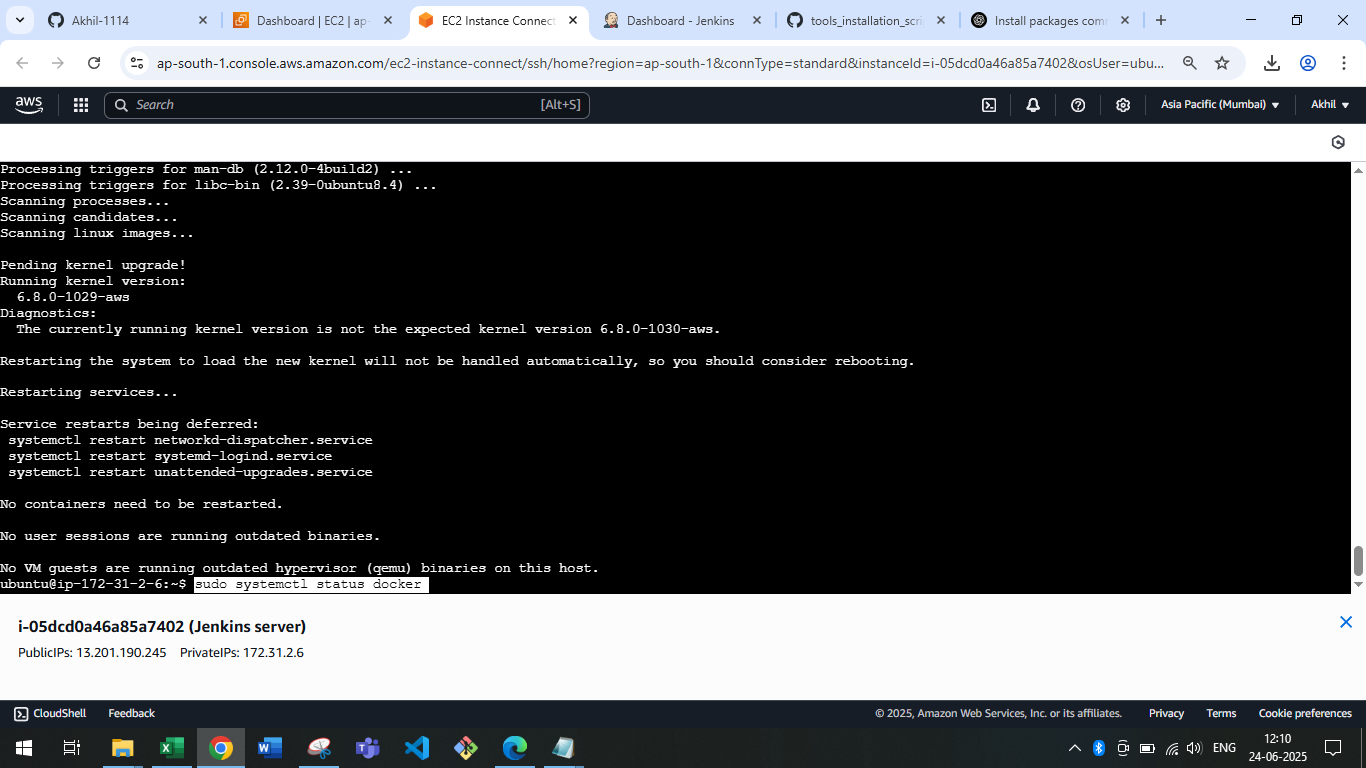 Akhil-1114
Dashboard | EC2 | ap-
EC2 Instance Connect
Dashboard - Jenkins
tools_installation_scri
Install packages com
ap-south-1.console.aws.amazon.com/ec2-instance-connect/ssh/home?region=ap-south-1&connType=standard&instanceId=i-05dcd0a46a85a7402&osUser=ubu...
aws
Search
[Alt+S]
Asia Pacific (Mumbai)
Akhil
Processing triggers for man-db (2.12.0-4build2) ...
Processing triggers for libc-bin (2.39-0ubuntu8.4) ...
Scanning processes...
Scanning candidates...
Scanning linux images...
Pending kernel upgrade!
Running kernel version:
6.8.0-1029-aws
Diagnostics:
The currently running kernel version is not the expected kernel version 6.8.0-1030-aws.
Restarting the system to load the new kernel will not be handled automatically, so you should consider rebooting.
Restarting services...
Service restarts being deferred:
systemctl restart networkd-dispatcher.service
systemctl restart systemd-logind.service
systemctl restart unattended-upgrades.service
No containers need to be restarted.
No user sessions are running outdated binaries.
No VM guests are running outdated hypervisor (qemu) binaries on this host.
ubuntu@ip-172-31-2-6:~$ sudo systemctl status docker
i-05dcd0a46a85a7402 (Jenkins server)
PublicIPs: 13.201.190.245 PrivateIPs: 172.31.2.6
CloudShell
Feedback
© 2025, Amazon Web Services, Inc. or its affiliates.
Privacy
Terms
Cookie preferences
ENG
12:10
24-06-2025